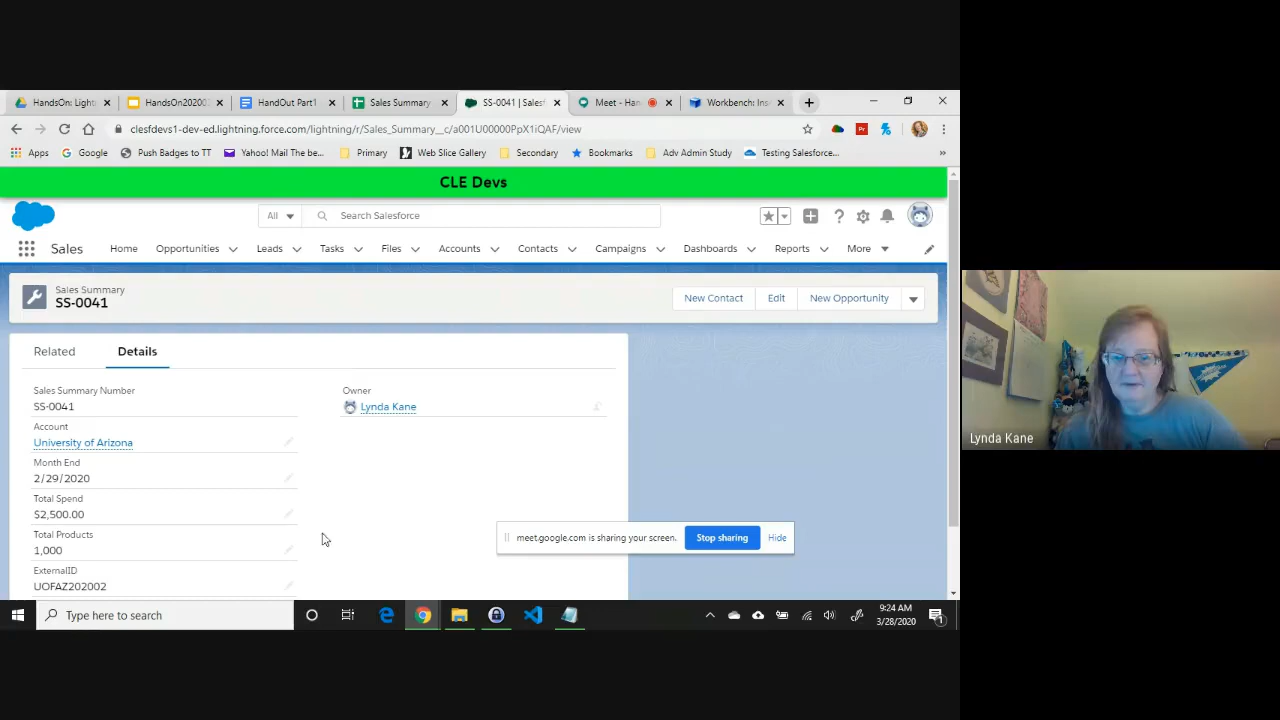 HandsOn: Light
HandsOn20200
HandOut Part1
Sales Summary
SS-0041 | Salesf
Meet - Han
Workbench: Ins
clesfdevs1-dev-ed.lightning.force.com/lightning/r/Sales_Summary__c/a001U00000PpX1iQAF/view
Apps
Google
Push Badges to TT
Yahoo! Mail The be...
Primary
Web Slice Gallery
Secondary
Bookmarks
Adv Admin Study
Testing Salesforce...
CLE Devs
All
Search Salesforce
Sales
Home
Opportunities
Leads
Tasks
Files
Accounts
Contacts
Campaigns
Dashboards
Reports
More
Sales Summary
SS-0041
New Contact
Edit
New Opportunity
Related
Details
Sales Summary Number
SS-0041
Owner
Lynda Kane
Account
University of Arizona
Month End
2/29/2020
Total Spend
$2,500.00
Total Products
1,000
ExternalID
UOFAZ202002
meet.google.com is sharing your screen.
Stop sharing
Hide
Lynda Kane
Type here to search
9:24 AM
3/28/2020
1